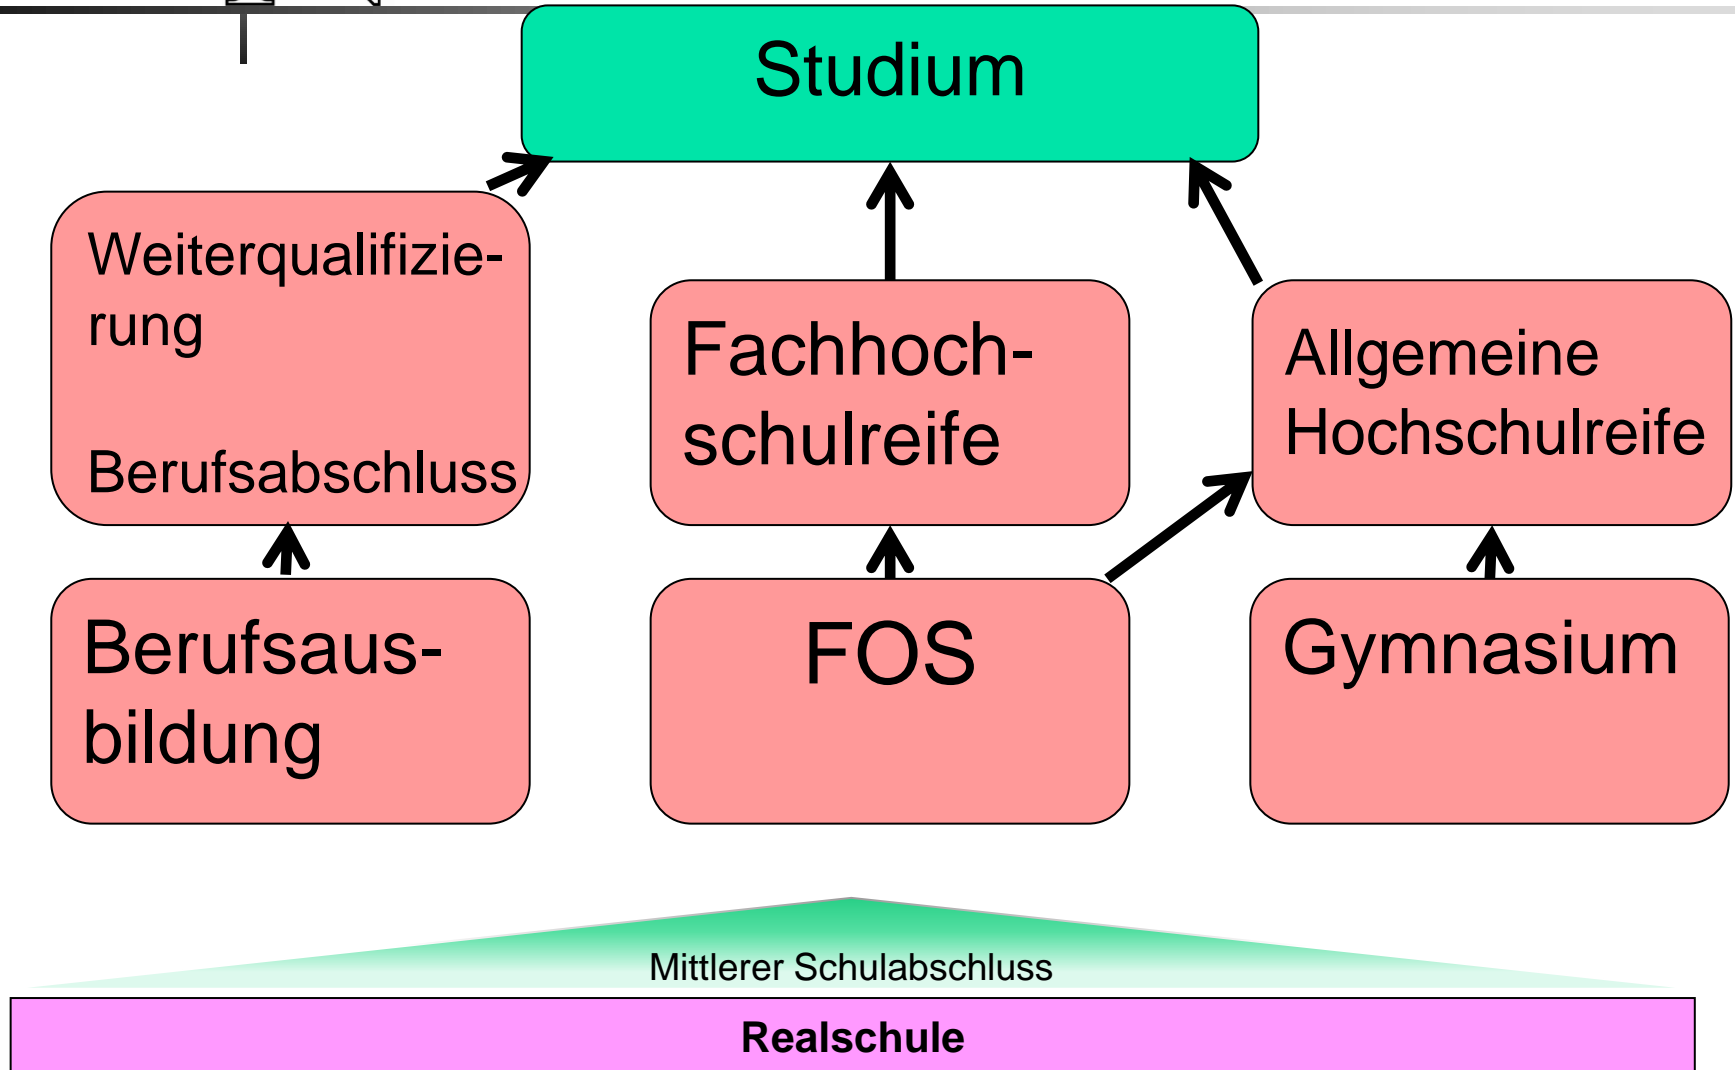 Studium
Weiterqualifizie-
rung
Berufsabschluss
Fachhoch-
schulreife
Allgemeine
Hochschulreife
Berufsaus-
bildung
FOS
Gymnasium
Mittlerer Schulabschluss
Realschule